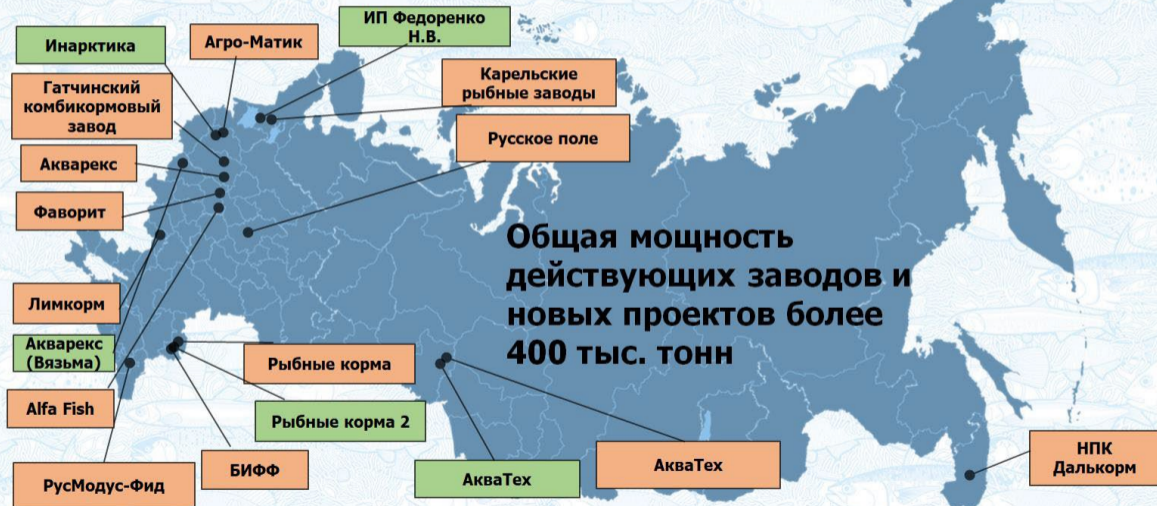 ИП Федоренко
Н.В.
Инарктика
Агро-Матик
Карельские
рыбные заводы
Гатчинский
комбикормовый
завод
Русское поле
Акварекс
Фаворит
Общая мощность
действующих заводов и
новых проектов более
400 тыс. тонн
Лимкорм
Акварекс
(Вязьма)
Рыбные корма
Alfa Fish
Рыбные корма 2
НПК
Далькорм
БИФФ
АкваТех
АкваТех
РусМодус-Фид